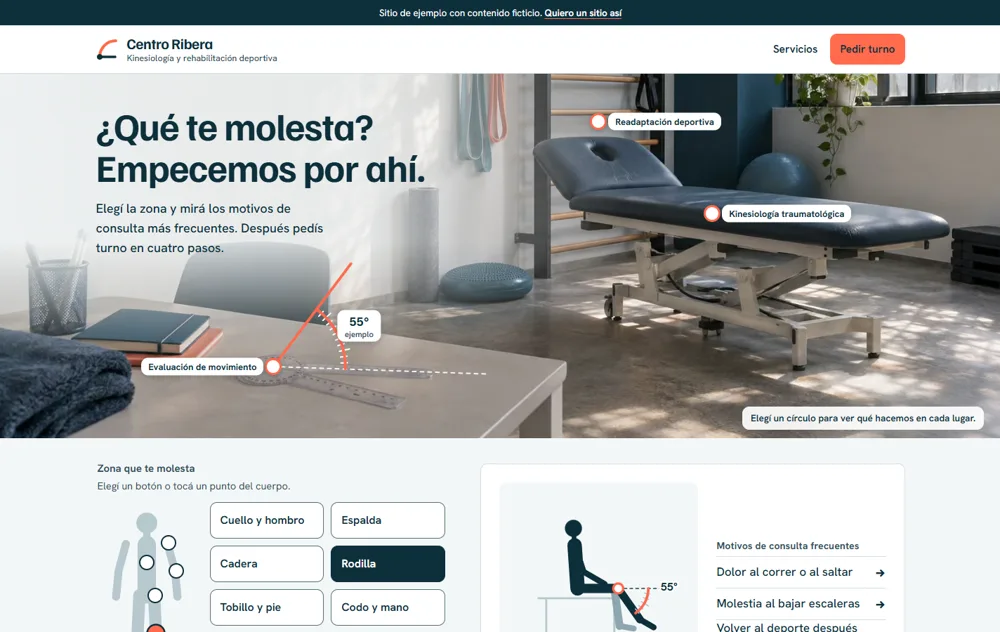 Sitio de ejemplo con contenido ficticio. Quiero un sitio así
Centro Ribera
Kinesiología y rehabilitación deportiva
Servicios
Pedir turno
¿Qué te molesta?
Empecemos por ahí.
Elegí la zona y mirá los motivos de
consulta más frecuentes. Después pedís
turno en cuatro pasos.
Readaptación deportiva
Kinesiología traumatológica
55°
ejemplo
Evaluación de movimiento
Elegí un círculo para ver qué hacemos en cada lugar.
Zona que te molesta
Elegí un botón o tocá un punto del cuerpo.
Cuello y hombro
Espalda
Cadera
Rodilla
Tobillo y pie
Codo y mano
55°
Motivos de consulta frecuentes
Dolor al correr o al saltar
Molestia al bajar escaleras
Volver al deporte después